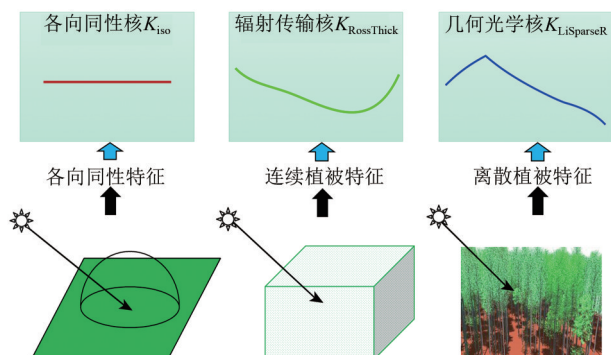 各向同性核K_iso
辐射传输核K_RossThick
几何光学核K_LiSparseR
各向同性特征
连续植被特征
离散植被特征